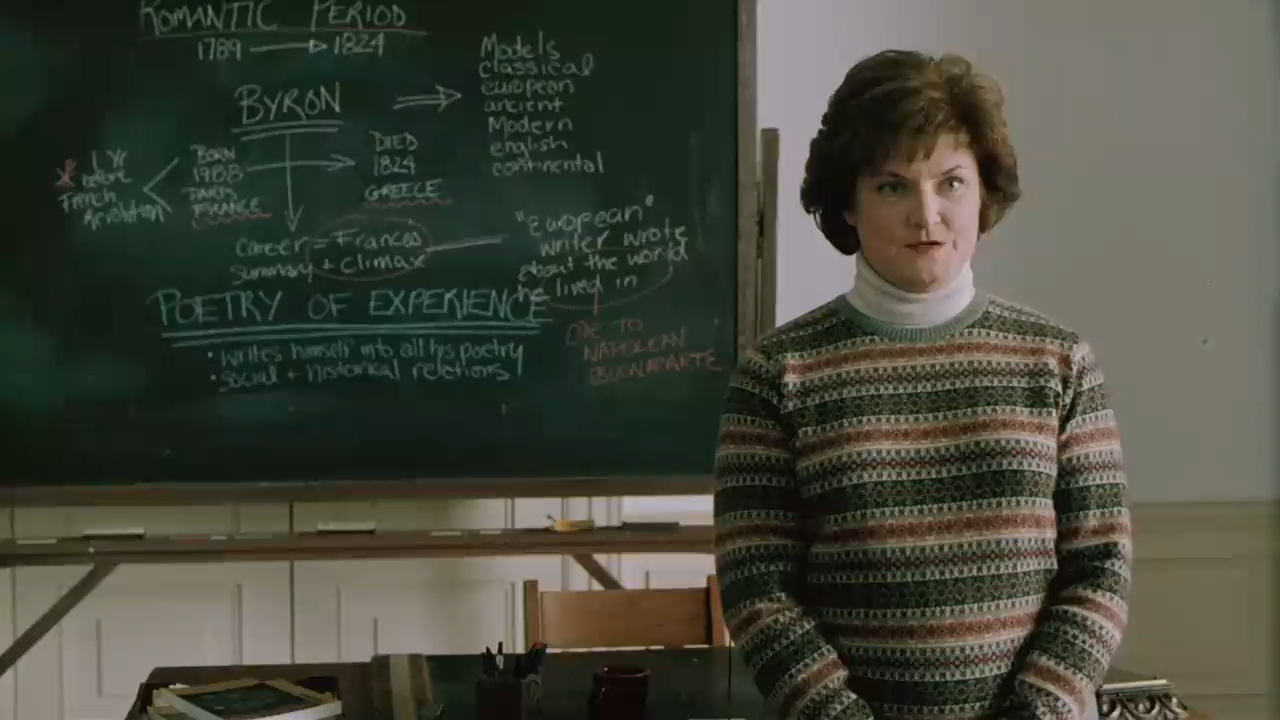 ROMANTIC PERIOD
1789 → 1824
BYRON
Models
classical
european
ancient
Modern
english
continental
1 Yr
before
French
Revolution
BORN
1788
PARIS
FRANCE
DIED
1824
GREECE
career = Francos
summary + climax
"European"
writer wrote
about the world
he lived in
POETRY OF EXPERIENCE
• writes himself into all his poetry
• social + historical relations
ODE TO
NAPOLEAN
BUONAPARTE